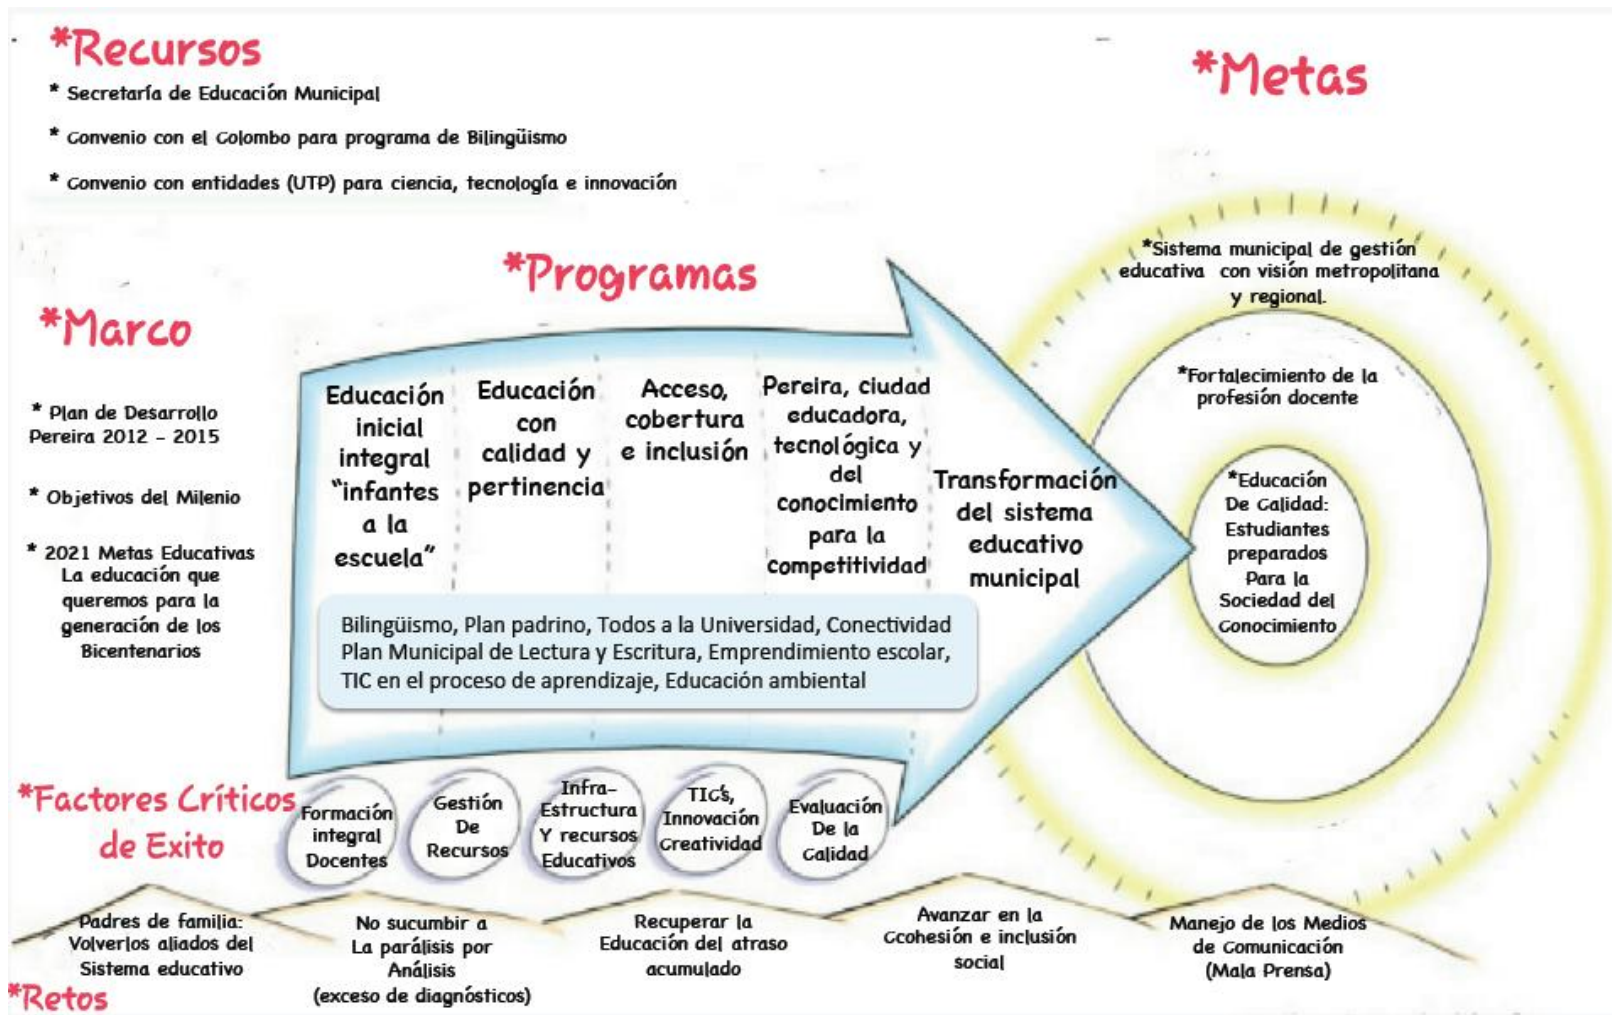 *Recursos
* Secretaría de Educación Municipal
* Convenio con el Colombo para programa de Bilingüismo
* Convenio con entidades (UTP) para ciencia, tecnología e innovación
*Metas
*Sistema municipal de gestión
educativa con visión metropolitana
y regional.
*Fortalecimiento de la
profesión docente
*Educación
De Calidad:
Estudiantes
preparados
Para la
Sociedad del
Conocimiento
*Programas
*Marco
* Plan de Desarrollo
Pereira 2012 - 2015
* Objetivos del Milenio
* 2021 Metas Educativas
La educación que
queremos para la
generación de los
Bicentenarios
Educación
inicial
integral
"infantes
a la
escuela"
Educación
con
calidad y
pertinencia
Acceso,
cobertura
e inclusión
Pereira, ciudad
educadora,
tecnológica y
del
conocimiento
para la
competitividad
Transformación
del sistema
educativo
municipal
Bilingüismo, Plan padrino, Todos a la Universidad, Conectividad
Plan Municipal de Lectura y Escritura, Emprendimiento escolar,
TIC en el proceso de aprendizaje, Educación ambiental
*Factores Críticos
de Exito
Formación
integral
Docentes
Gestión
De
Recursos
Infra-
Estructura
Y recursos
Educativos
TIC's,
Innovación
Creatividad
Evaluación
De la
Calidad
Padres de familia:
Volverlos aliados del
Sistema educativo
No sucumbir a
La parálisis por
Análisis
(exceso de diagnósticos)
Recuperar la
Educación del atraso
acumulado
Avanzar en la
Ccohesión e inclusión
social
Manejo de los Medios
de Comunicación
(Mala Prensa)
*Retos